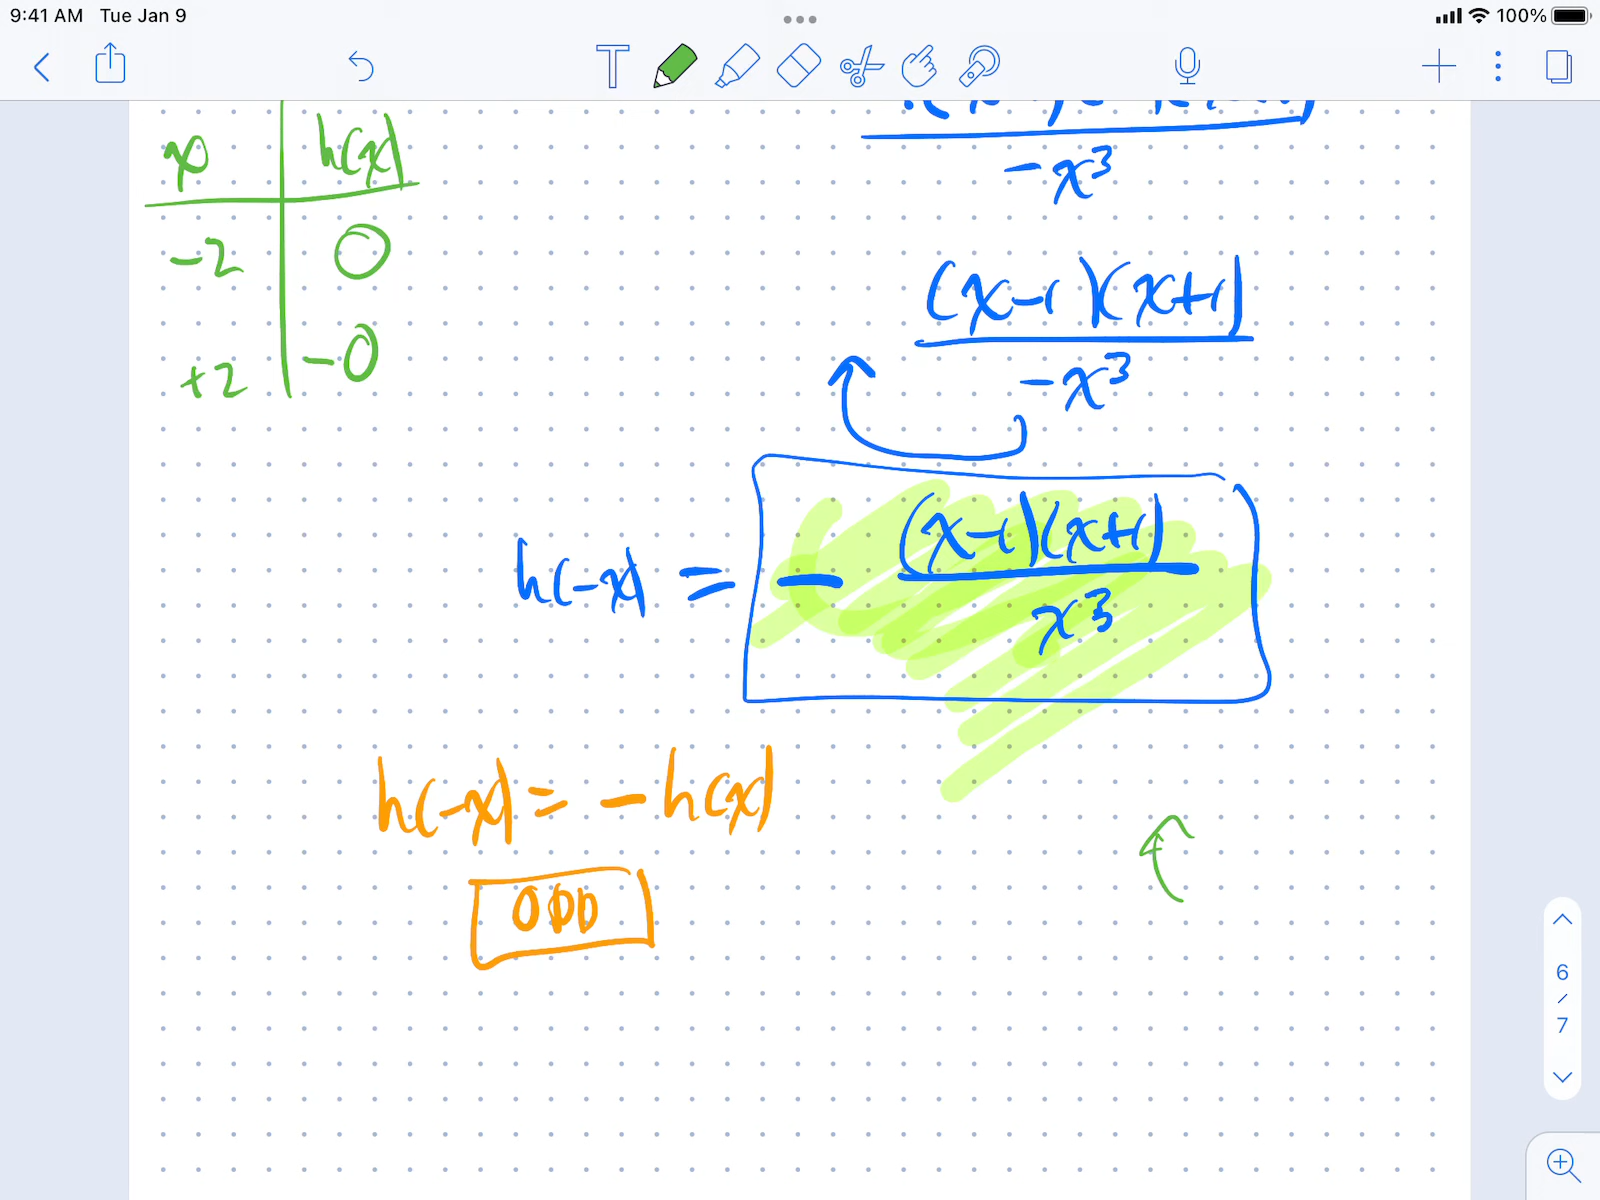 9:41 AM Tue Jan 9
100%
x h(x)
-2 0
+2 -0
-x³
(x-1)(x+1)
-x³
h(-x) = - (x-1)(x+1)
x³
h(-x) = - h(x)
ODD
6
/
7